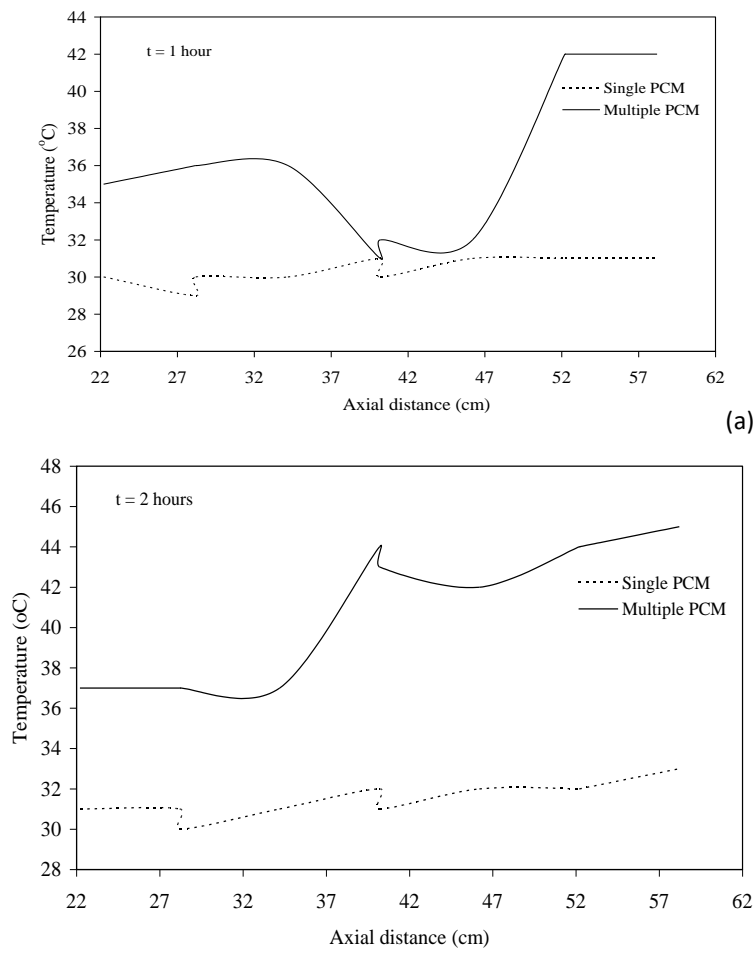 44
42
40
38
36
34
32
30
28
26
Temperature (°C)
t = 1 hour
Single PCM
Multiple PCM
22 27 32 37 42 47 52 57 62
Axial distance (cm)
(a)
48
46
44
42
40
38
36
34
32
30
28
Temperature (oC)
t = 2 hours
Single PCM
Multiple PCM
22 27 32 37 42 47 52 57 62
Axial distance (cm)